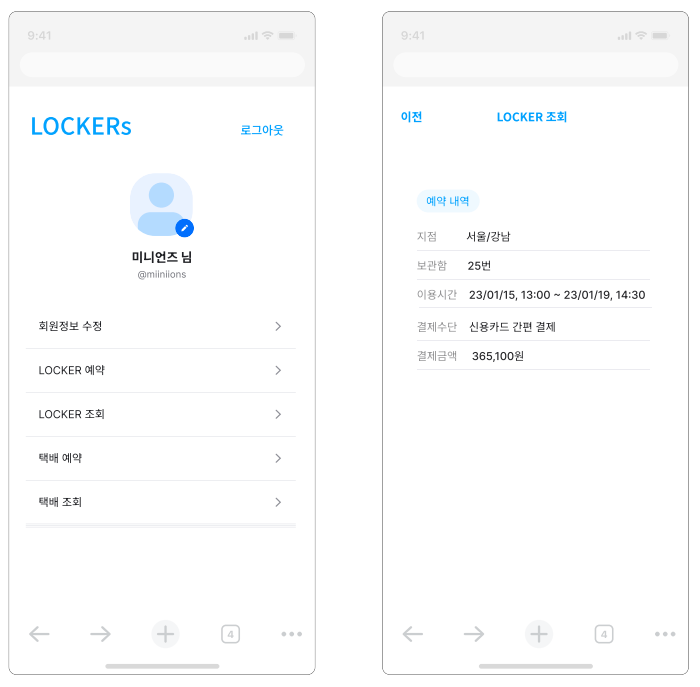 9:41
LOCKERs
로그아웃
미니언즈 님
@miiniions
회원정보 수정
LOCKER 예약
LOCKER 조회
택배 예약
택배 조회
4
9:41
이전 LOCKER 조회
예약 내역
지점 서울/강남
보관함 25번
이용시간 23/01/15, 13:00 ~ 23/01/19, 14:30
결제수단 신용카드 간편 결제
결제금액 365,100원
4